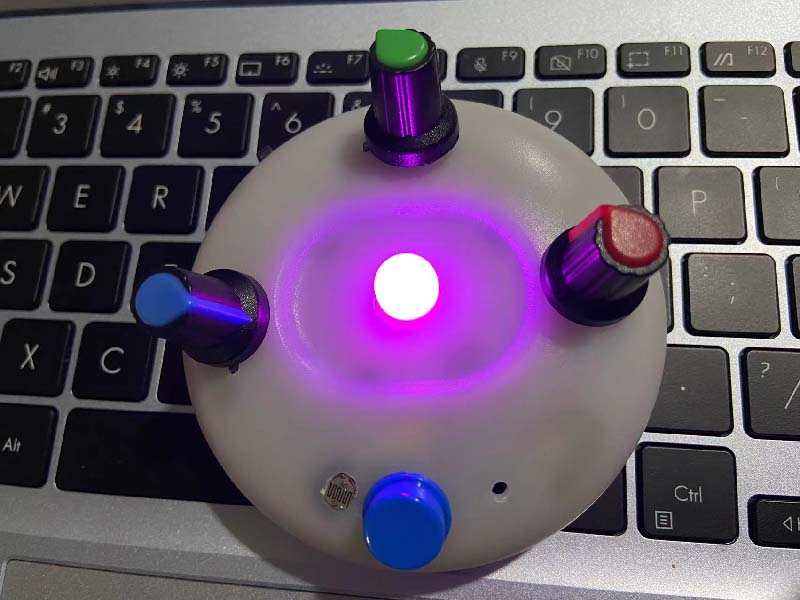 F2 F3 F4 F5 F6 F7 F9 F10 F11 F12
# $ % ^ & ( ) -
3 4 5 6 9 0
W E R P
S D ; :
X C . ? /
Alt Ctrl